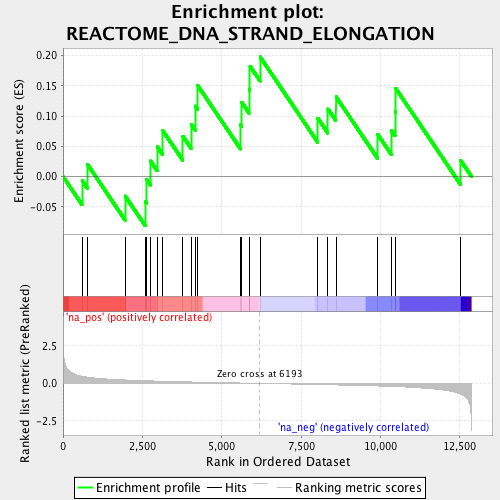 Enrichment plot:
REACTOME_DNA_STRAND_ELONGATION
Enrichment score (ES)
0.20
0.15
0.10
0.05
0.00
-0.05
'na_pos' (positively correlated)
Ranked list metric (PreRanked)
2.5
0.0
-2.5
Zero cross at 6193
'na_neg' (negatively correlated)
0
2,500
5,000
7,500
10,000
12,500
Rank in Ordered Dataset
Enrichment profile
Hits
Ranking metric scores